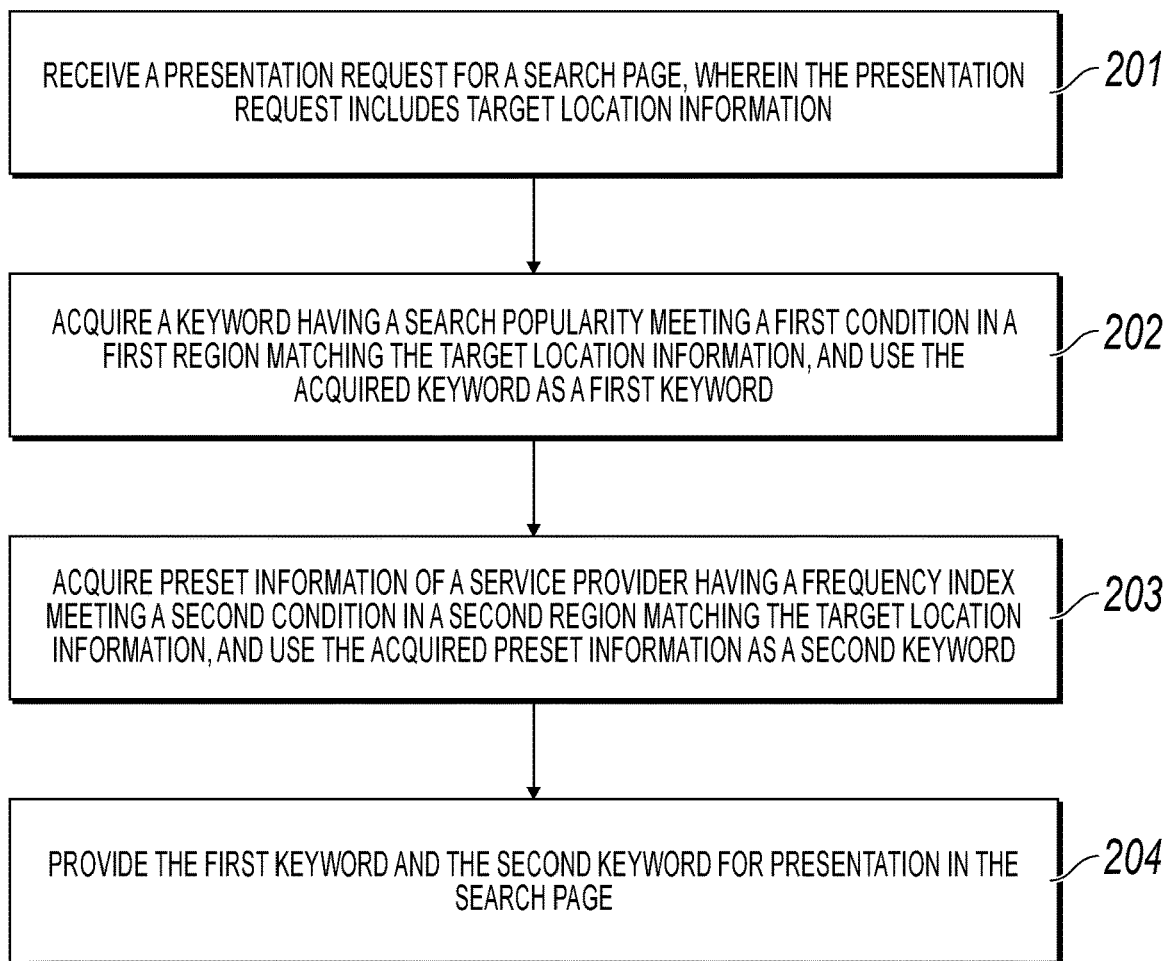 RECEIVE A PRESENTATION REQUEST FOR A SEARCH PAGE, WHEREIN THE PRESENTATION
REQUEST INCLUDES TARGET LOCATION INFORMATION
201
ACQUIRE A KEYWORD HAVING A SEARCH POPULARITY MEETING A FIRST CONDITION IN A
FIRST REGION MATCHING THE TARGET LOCATION INFORMATION, AND USE THE
ACQUIRED KEYWORD AS A FIRST KEYWORD
202
ACQUIRE PRESET INFORMATION OF A SERVICE PROVIDER HAVING A FREQUENCY INDEX
MEETING A SECOND CONDITION IN A SECOND REGION MATCHING THE TARGET LOCATION
INFORMATION, AND USE THE ACQUIRED PRESET INFORMATION AS A SECOND KEYWORD
203
PROVIDE THE FIRST KEYWORD AND THE SECOND KEYWORD FOR PRESENTATION IN THE
SEARCH PAGE
204